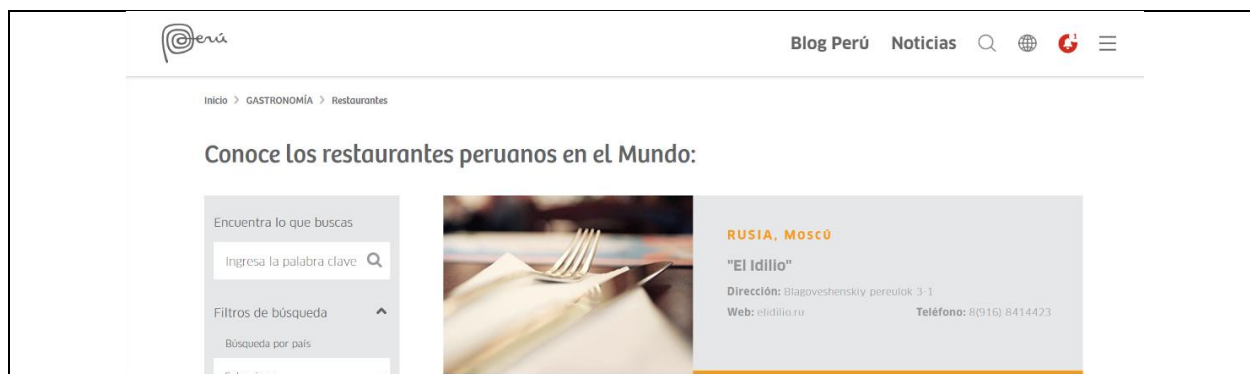 Perú
Blog Perú Noticias 1
Inicio > GASTRONOMÍA > Restaurantes
Conoce los restaurantes peruanos en el Mundo:
Encuentra lo que buscas
Ingresa la palabra clave
Filtros de búsqueda
Búsqueda por país
RUSIA, Moscú
"El Idilio"
Dirección: Blagoveshenskiy pereulok 3-1
Web: elidilio.ru Teléfono: 8(916) 8414423